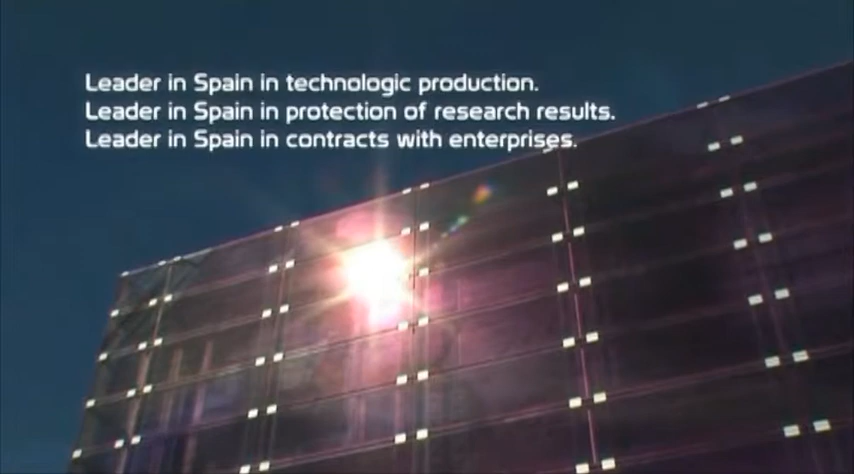 Leader in Spain in technologic production.
Leader in Spain in protection of research results.
Leader in Spain in contracts with enterprises.